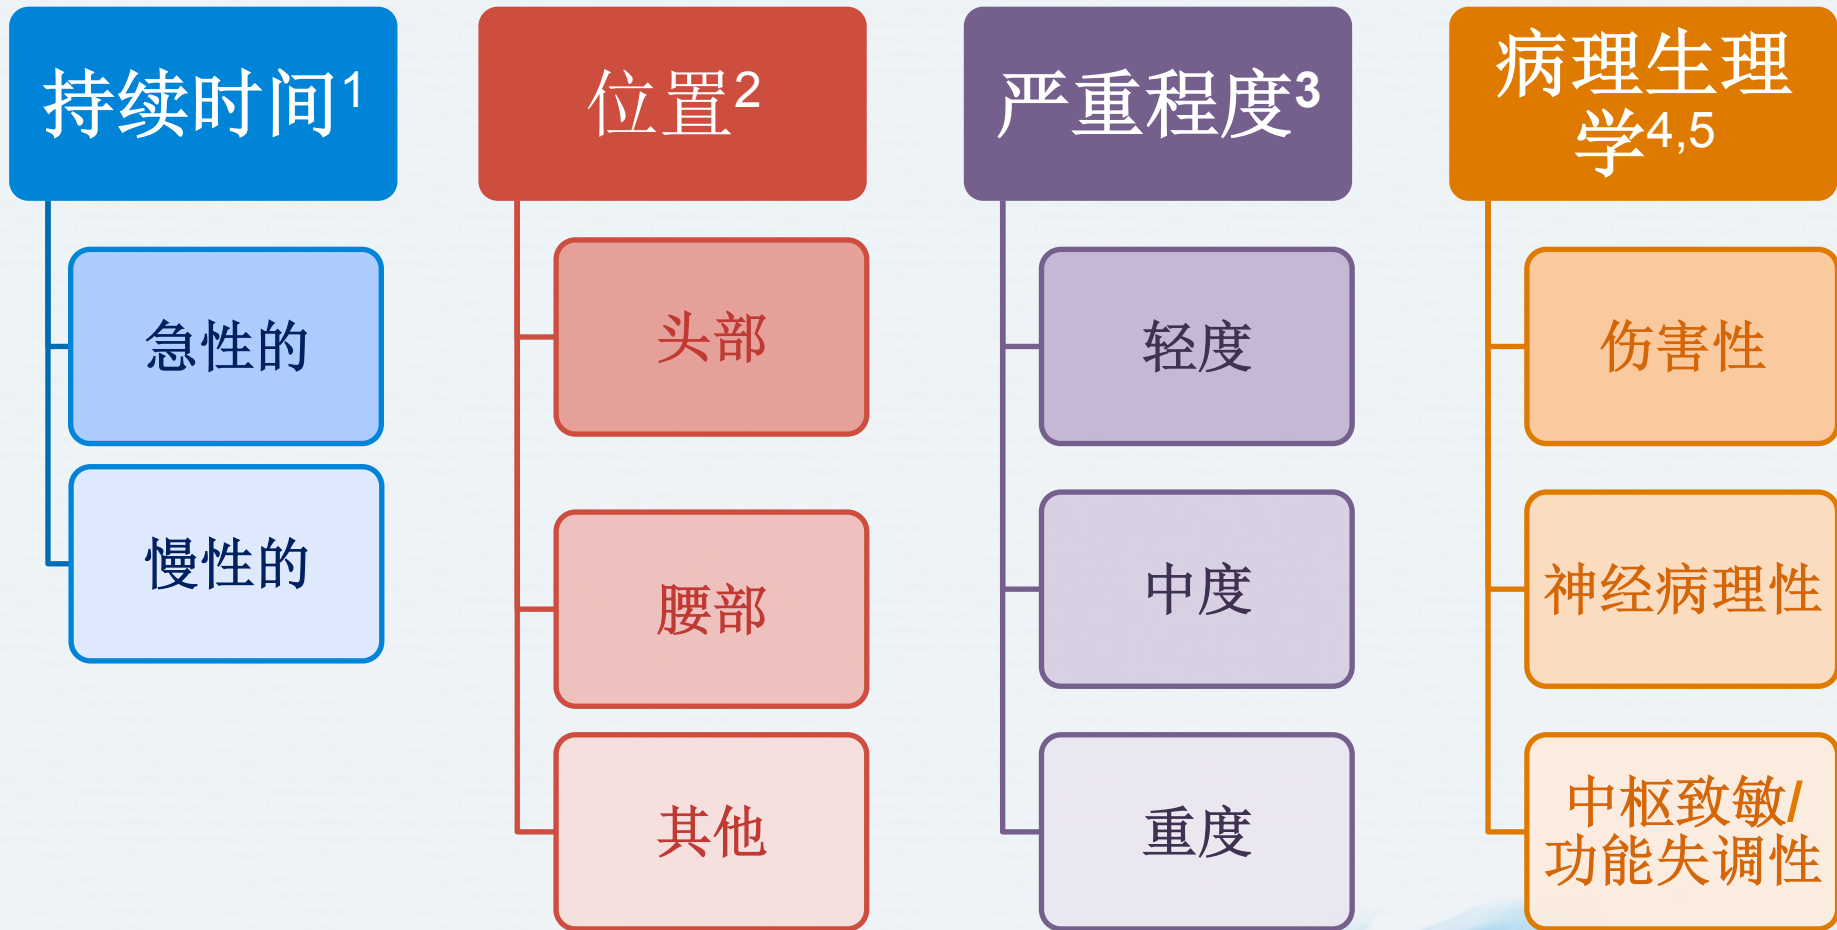 持续时间1
急性的
慢性的
位置2
头部
腰部
其他
严重程度3
轻度
中度
重度
病理生理
学4,5
伤害性
神经病理性
中枢致敏/
功能失调性